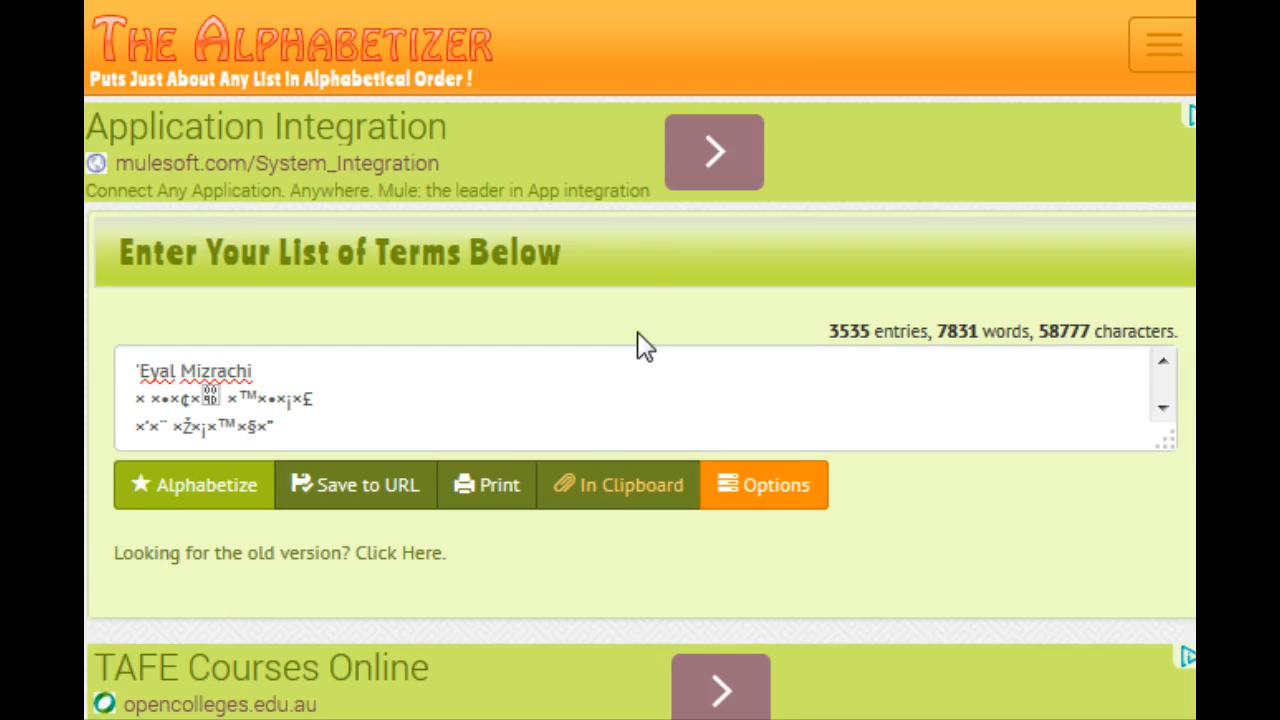 THE ALPHABETIZER
Puts Just About Any List In Alphabetical Order !
Application Integration
mulesoft.com/System_Integration
Connect Any Application. Anywhere. Mule: the leader in App integration
Enter Your List of Terms Below
3535 entries, 7831 words, 58777 characters.
'Eyal Mizrachi
Alphabetize
Save to URL
Print
In Clipboard
Options
Looking for the old version? Click Here.
TAFE Courses Online
opencolleges.edu.au